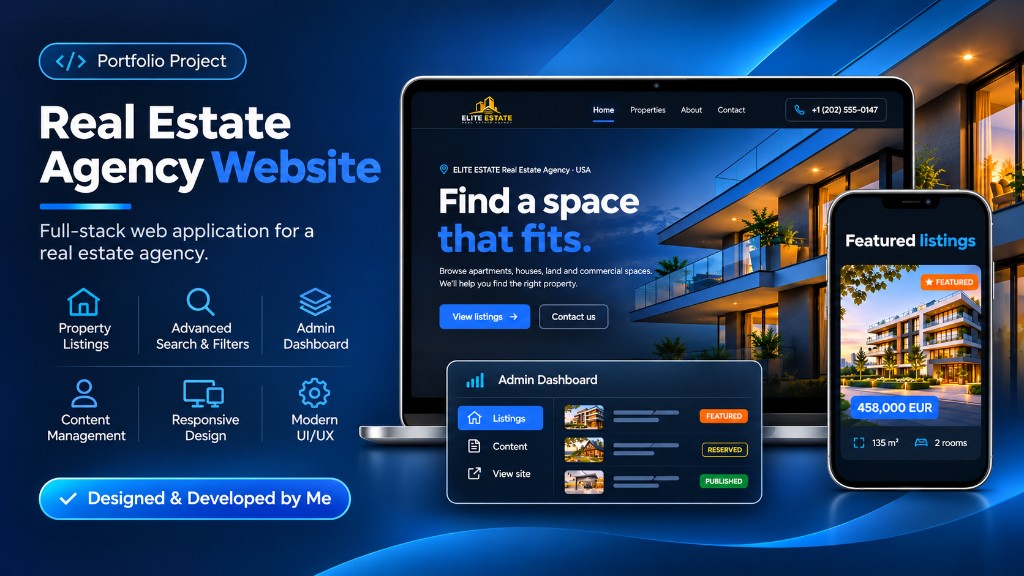 </> Portfolio Project
Real Estate
Agency Website
Full-stack web application for a
real estate agency.
Property
Listings
Advanced
Search & Filters
Admin
Dashboard
Content
Management
Responsive
Design
Modern
UI/UX
Designed & Developed by Me
ELITE ESTATE
REAL ESTATE AGENCY
Home
Properties
About
Contact
+1 (202) 555-0147
ELITE ESTATE Real Estate Agency · USA
Find a space
that fits.
Browse apartments, houses, land and commercial spaces.
We'll help you find the right property.
View listings →
Contact us
Admin Dashboard
Listings
Content
View site
FEATURED
RESERVED
PUBLISHED
Featured listings
FEATURED
458,000 EUR
135 m²
2 rooms